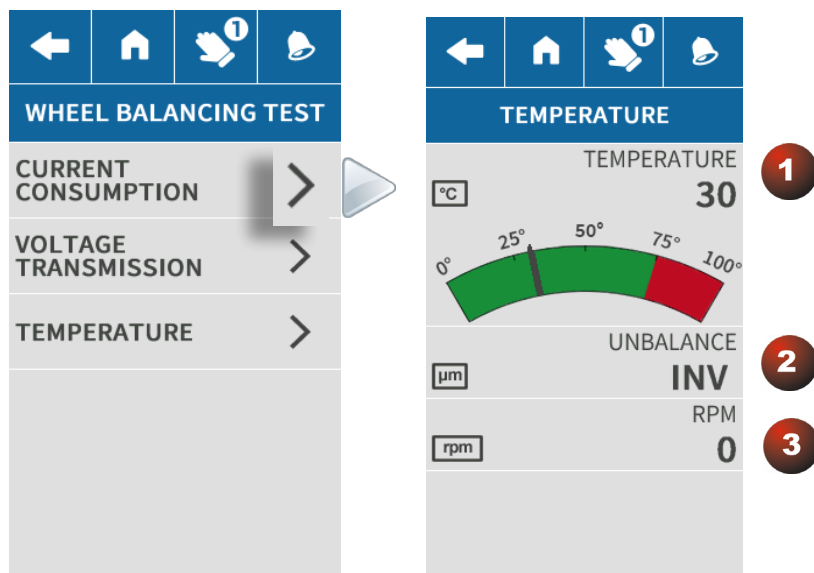 1
WHEEL BALANCING TEST
CURRENT
CONSUMPTION
VOLTAGE
TRANSMISSION
TEMPERATURE
1
TEMPERATURE
TEMPERATURE
°C
30
0°
25°
50°
75°
100°
UNBALANCE
µm
INV
RPM
rpm
0
1
2
3